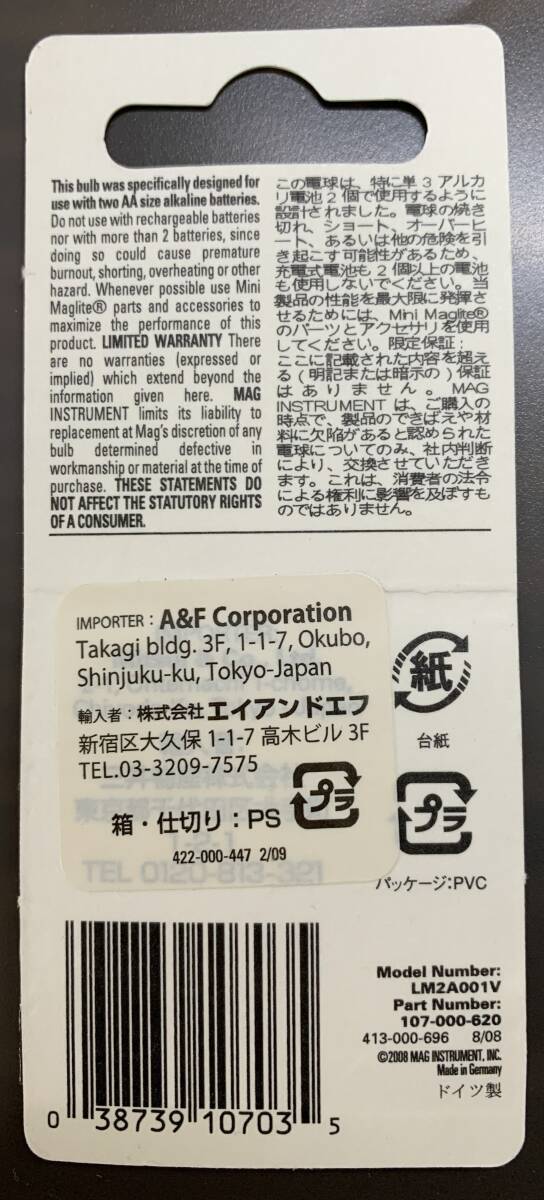 This bulb was specifically designed for
use with two AA size alkaline batteries.
Do not use with rechargeable batteries
nor with more than 2 batteries, since
doing so could cause premature
burnout, shorting, overheating or other
hazard. Whenever possible use Mini
Maglite® parts and accessories to
maximize the performance of this
product. LIMITED WARRANTY There
are no warranties (expressed or
implied) which extend beyond the
information given here. MAG
INSTRUMENT limits its liability to
replacement at Mag's discretion of any
bulb determined defective in
workmanship or material at the time of
purchase. THESE STATEMENTS DO
NOT AFFECT THE STATUTORY RIGHTS
OF A CONSUMER.
この電球は、特に単3アルカ
リ電池2個で使用するように
設計されました。電球の焼き
切れ、ショート、オーバーヒ
ート、あるいは他の危険を引
き起こす可能性があるため、
充電式電池も2個以上の電池
も使用しないでください。当
製品の性能を最大限に発揮さ
せるためには、Mini Maglite®
のパーツとアクセサリを使用
してください。限定保証:
ここに記載された内容を超え
る(明記または暗示の)保証
はありません。MAG
INSTRUMENT は、ご購入の
時点で、製品のできばえや材
料に欠陥があると認められた
電球についてのみ、社内判断
により、交換させていただき
ます。これは、消費者の法令
による権利に影響を及ぼすも
のではありません。
IMPORTER : A&F Corporation
Takagi bldg. 3F, 1-1-7, Okubo,
Shinjuku-ku, Tokyo-Japan
輸入者:株式会社エイアンドエフ
新宿区大久保 1-1-7 高木ビル 3F
TEL.03-3209-7575
箱・仕切り:PS
プラ
422-000-447 2/09
TEL 0120-813-321
紙
台紙
プラ
パッケージ:PVC
Model Number:
LM2A001V
Part Number:
107-000-620
413-000-696 8/08
©2008 MAG INSTRUMENT, INC.
Made in Germany
ドイツ製
0 38739 10703 5